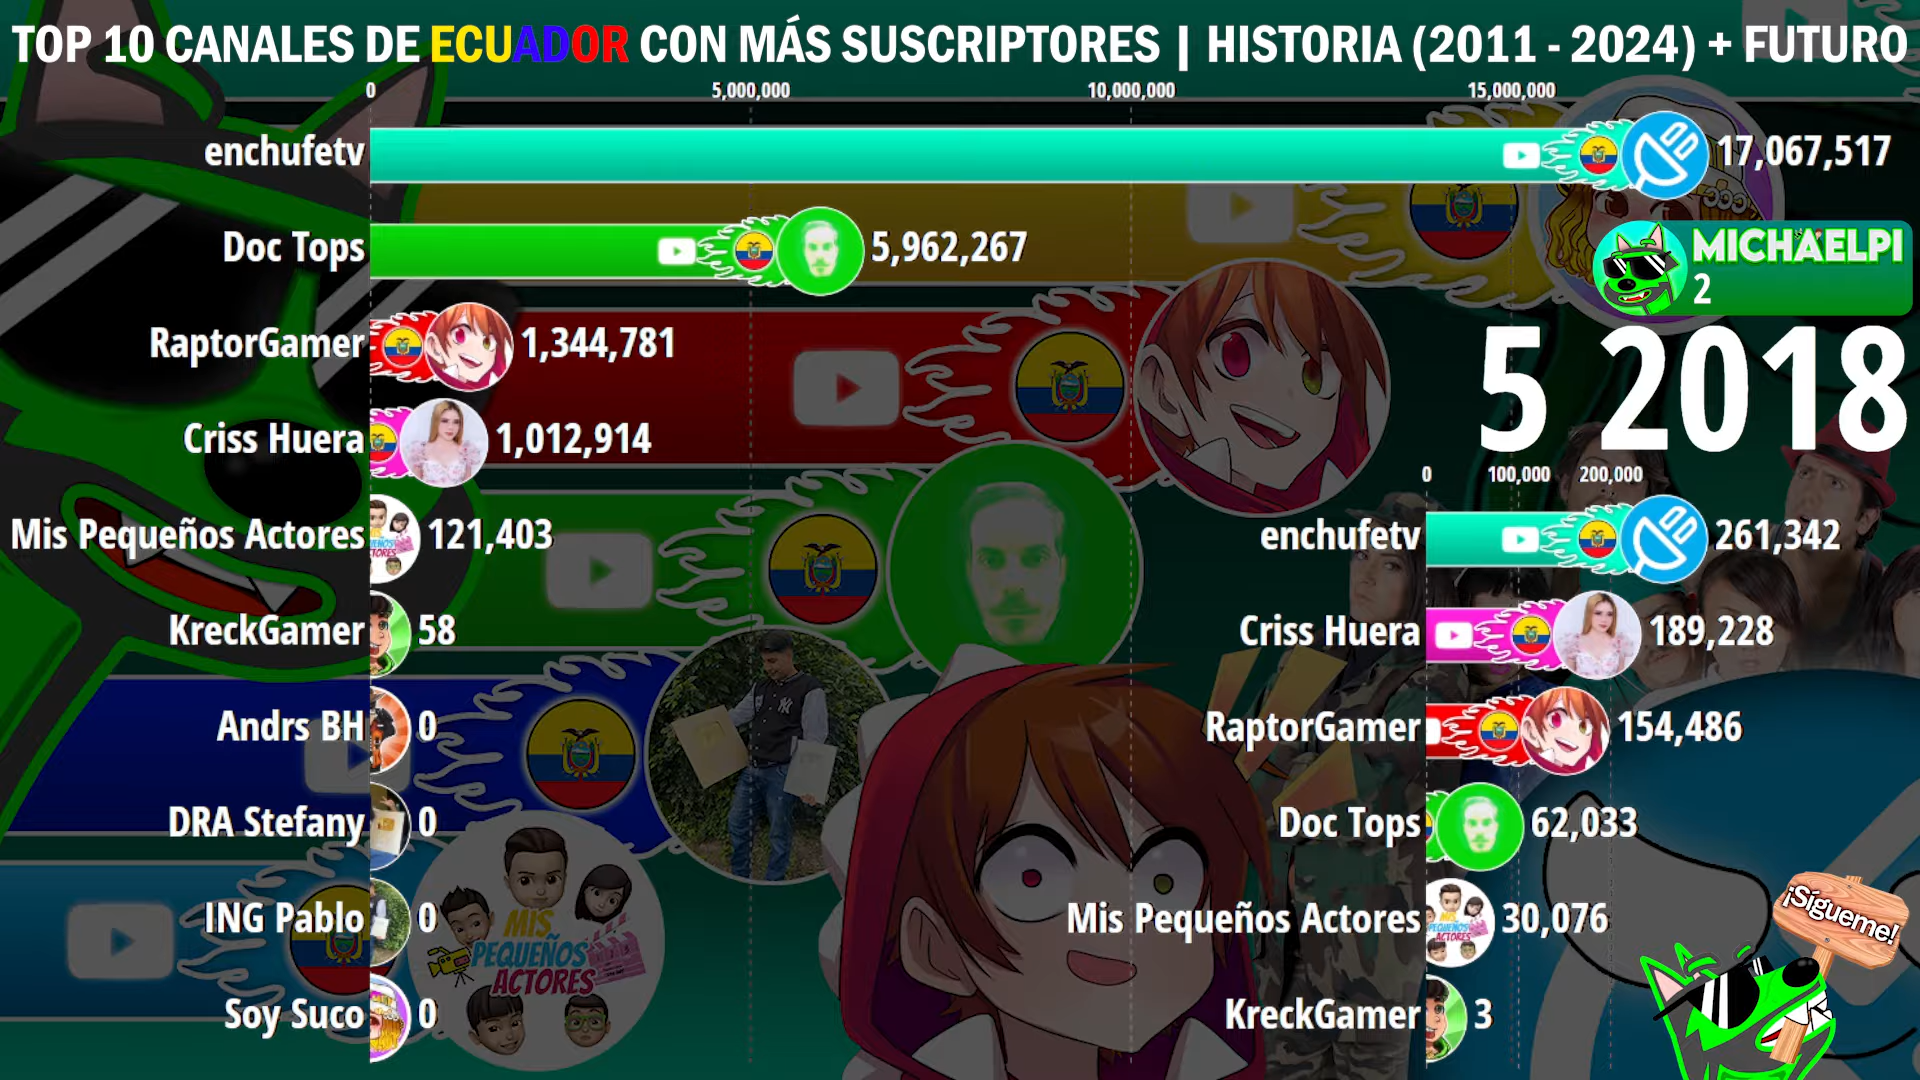 TOP 10 CANALES DE ECUADOR CON MÁS SUSCRIPTORES | HISTORIA (2011 - 2024) + FUTURO
0 5,000,000 10,000,000 15,000,000
enchufetv 17,067,517
Doc Tops 5,962,267
RaptorGamer 1,344,781
Criss Huera 1,012,914
Mis Pequeños Actores 121,403
KreckGamer 58
Andrs BH 0
DRA Stefany 0
ING Pablo 0
Soy Suco 0
MICHAELPI
2
5 2018
0 100,000 200,000
enchufetv 261,342
Criss Huera 189,228
RaptorGamer 154,486
Doc Tops 62,033
Mis Pequeños Actores 30,076
KreckGamer 3
MIS
PEQUEÑOS
ACTORES
¡Sígueme!